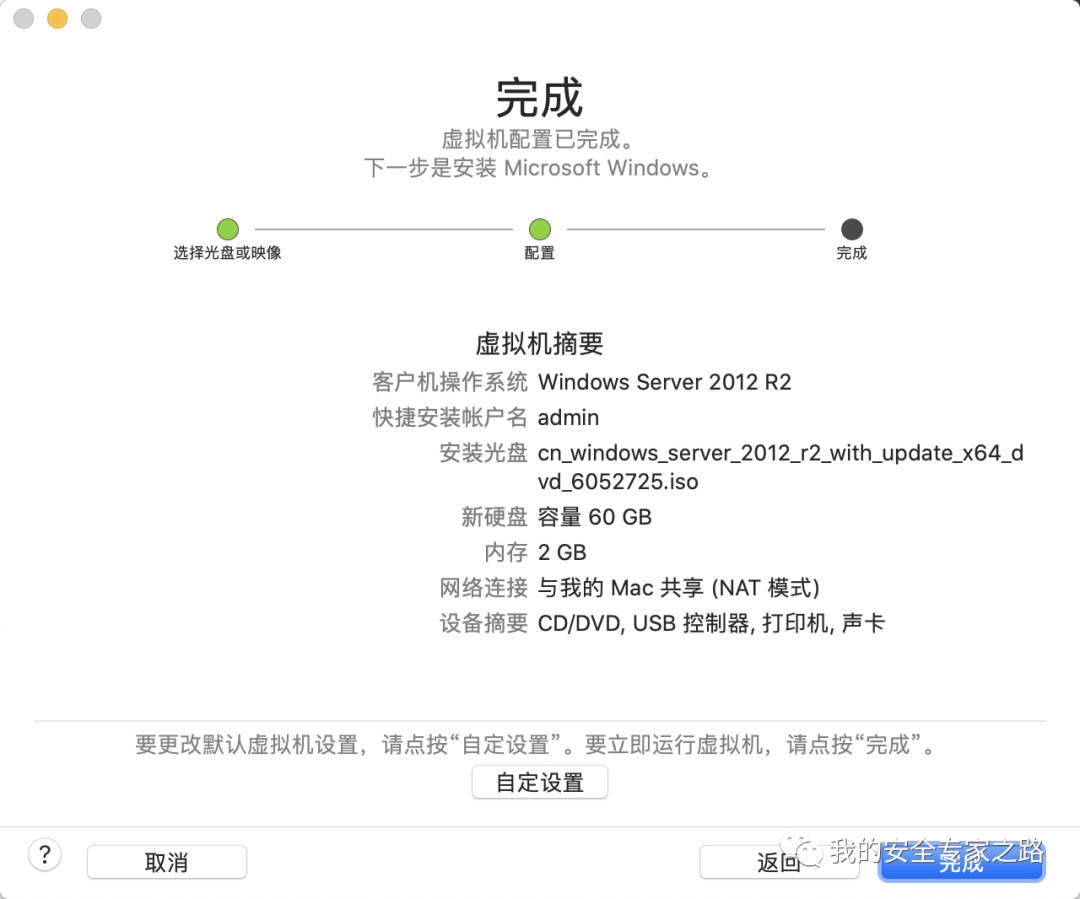 完成
虚拟机配置已完成。
下一步是安装 Microsoft Windows。
选择光盘或映像
配置
完成
虚拟机摘要
客户机操作系统 Windows Server 2012 R2
快捷安装帐户名 admin
安装光盘 cn_windows_server_2012_r2_with_update_x64_d
vd_6052725.iso
新硬盘 容量 60 GB
内存 2 GB
网络连接 与我的 Mac 共享 (NAT 模式)
设备摘要 CD/DVD, USB 控制器, 打印机, 声卡
要更改默认虚拟机设置，请点按“自定设置”。要立即运行虚拟机，请点按“完成”。
自定设置
?
取消
返回
完成
我的安全专家之路